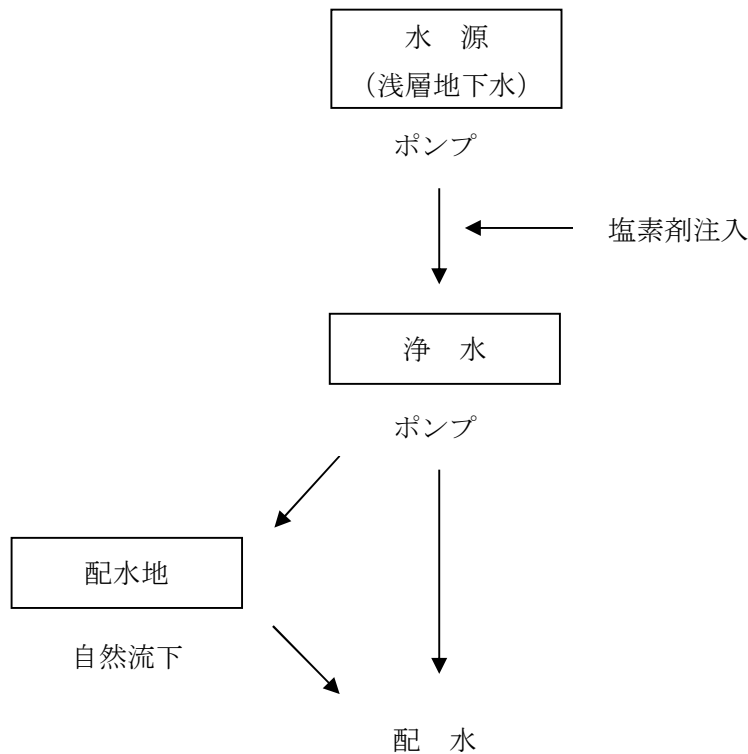 水　源
（浅層地下水）
ポンプ
塩素剤注入
浄　水
ポンプ
配水地
自然流下
配　水